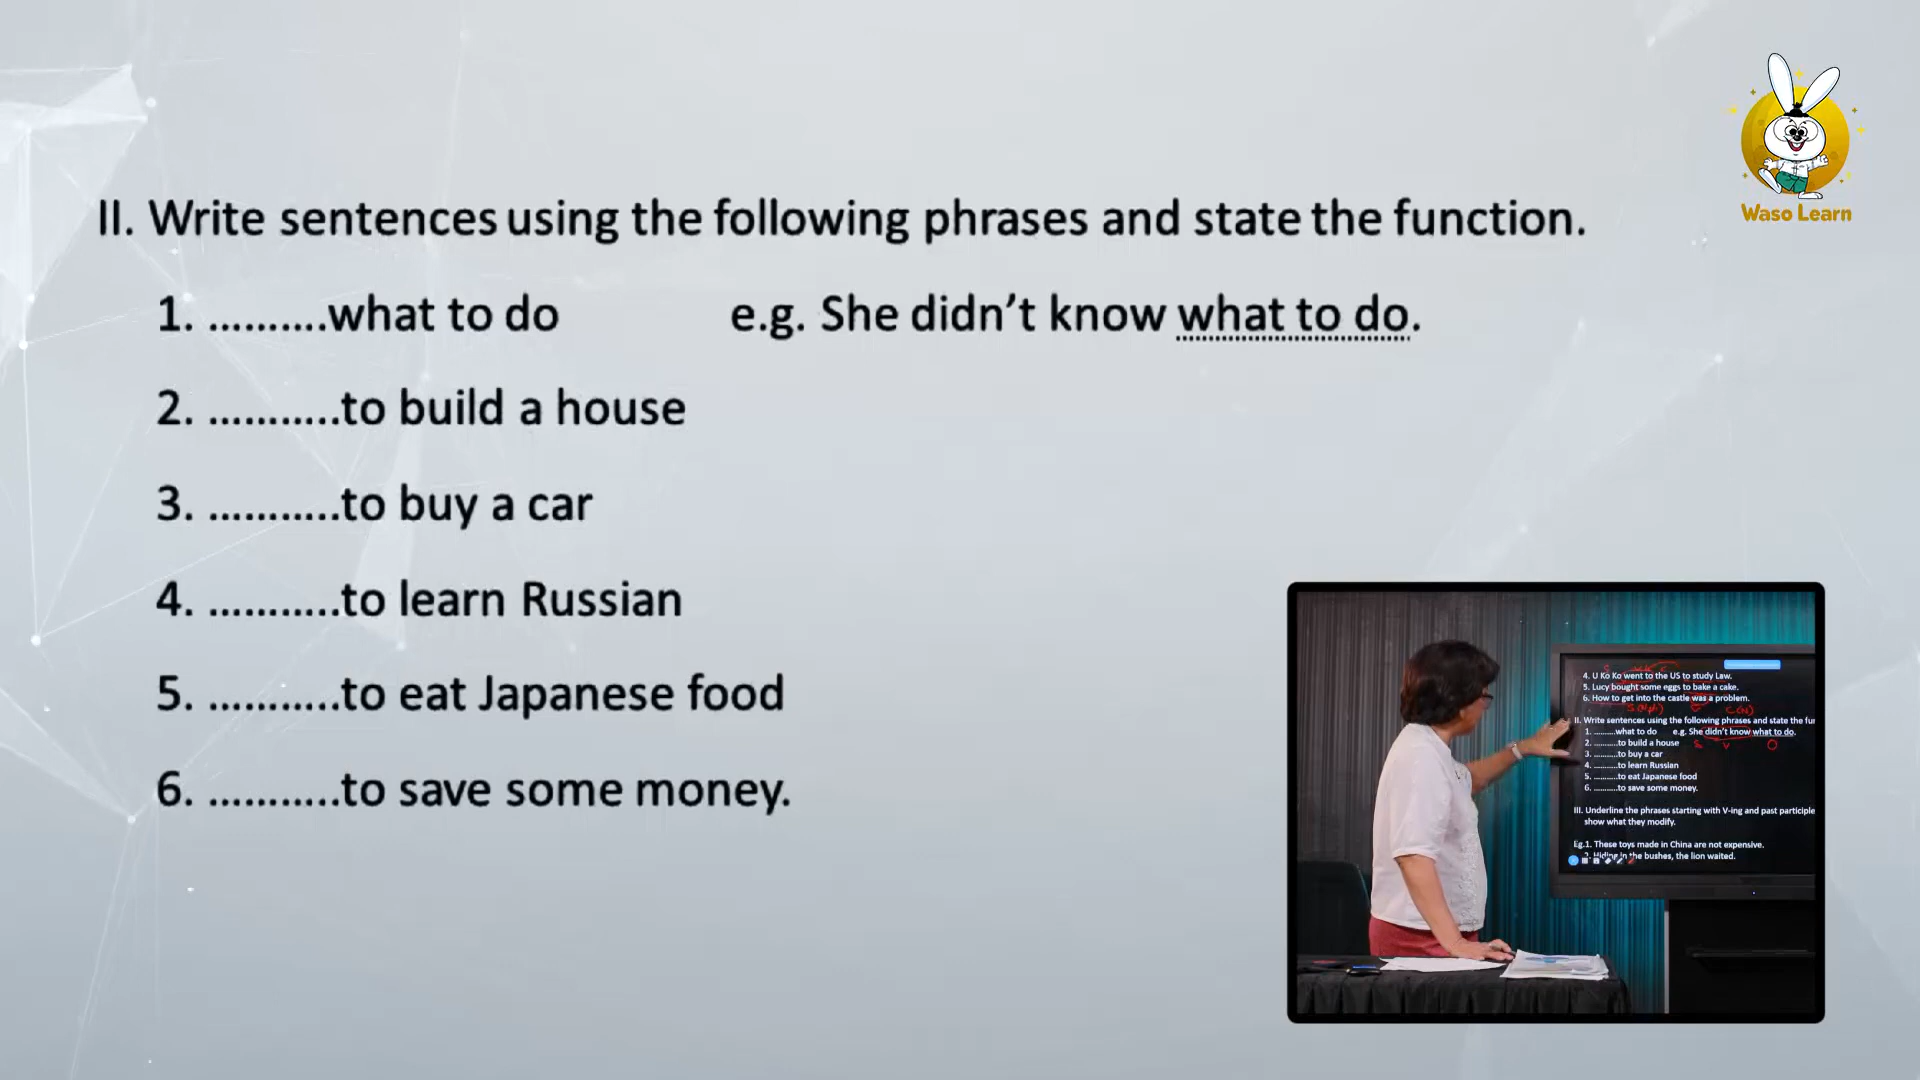 Waso Learn
II. Write sentences using the following phrases and state the function.
1. ..........what to do e.g. She didn't know what to do.
2. ...........to build a house
3. ...........to buy a car
4. ...........to learn Russian
5. ...........to eat Japanese food
6. ...........to save some money.
4. U Ko Ko went to the US to study Law.
5. Lucy bought some eggs to bake a cake.
6. How to get into the castle was a problem.
II. Write sentences using the following phrases and state the fu
1. ..........what to do e.g. She didn't know what to do.
S V O
2. ..........to build a house
3. ..........to buy a car
4. ..........to learn Russian
5. ..........to eat Japanese food
6. ..........to save some money.
III. Underline the phrases starting with V-ing and past participle
show what they modify.
Eg.1. These toys made in China are not expensive.
2. Hiding in the bushes, the lion waited.